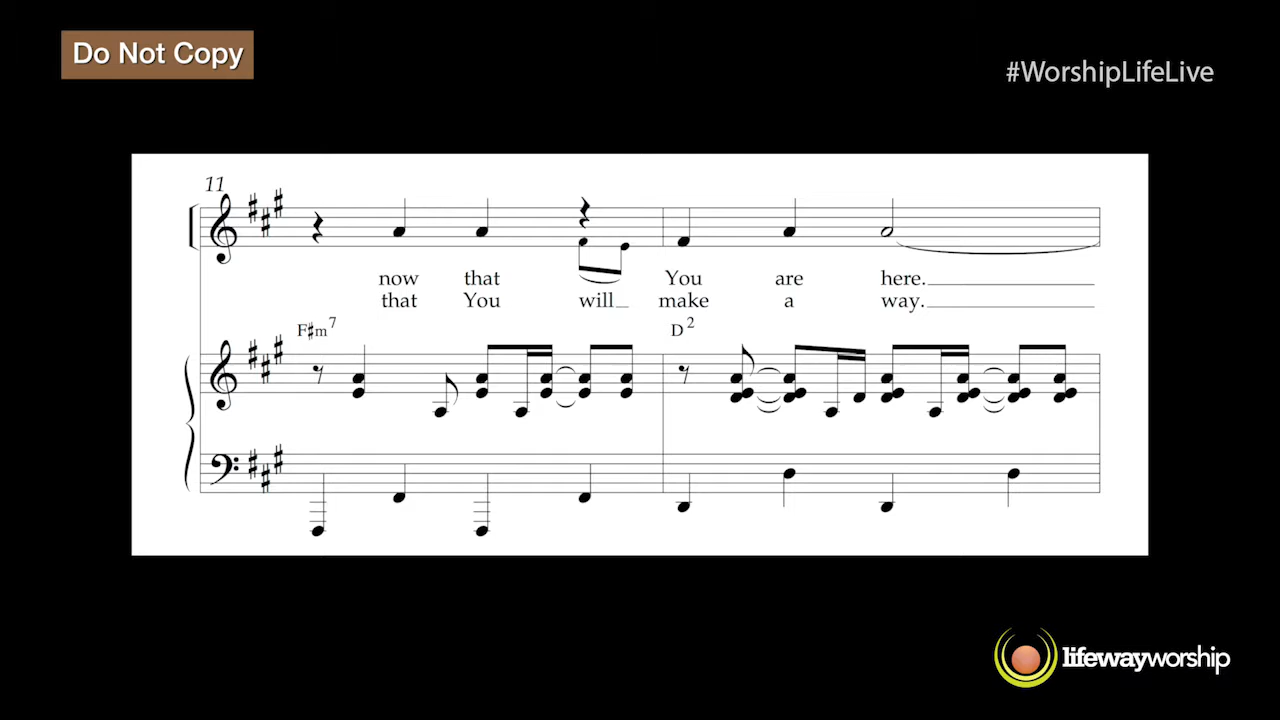 Do Not Copy
#WorshipLifeLive
11
now that You are here.
that You will make a way.
F♯m7 D2
lifewayworship